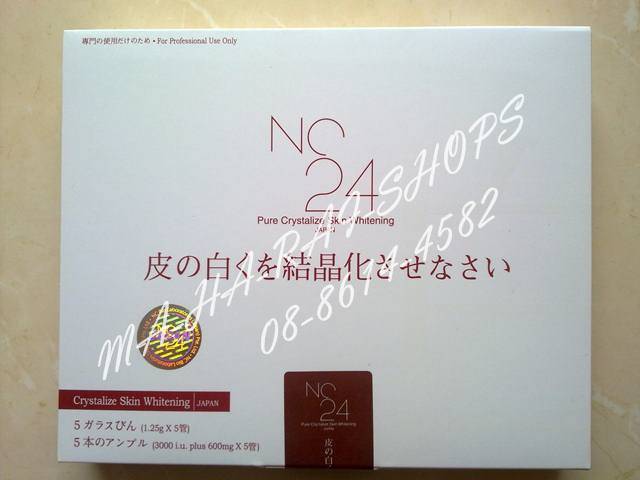 専門の使用だけのため • For Professional Use Only
NC
24
Pure Crystalize Skin Whitening
JAPAN
皮の白くを結晶化させなさい
MAHARAJ-SHOPS
08-8614-4582
Crystalize Skin Whitening | JAPAN
5 ガラスびん (1.25g X 5管)
5 本のアンプル (3000 i.u. plus 600mg X 5管)
NC
24
Pure Crystalize Skin Whitening
JAPAN
皮の白く